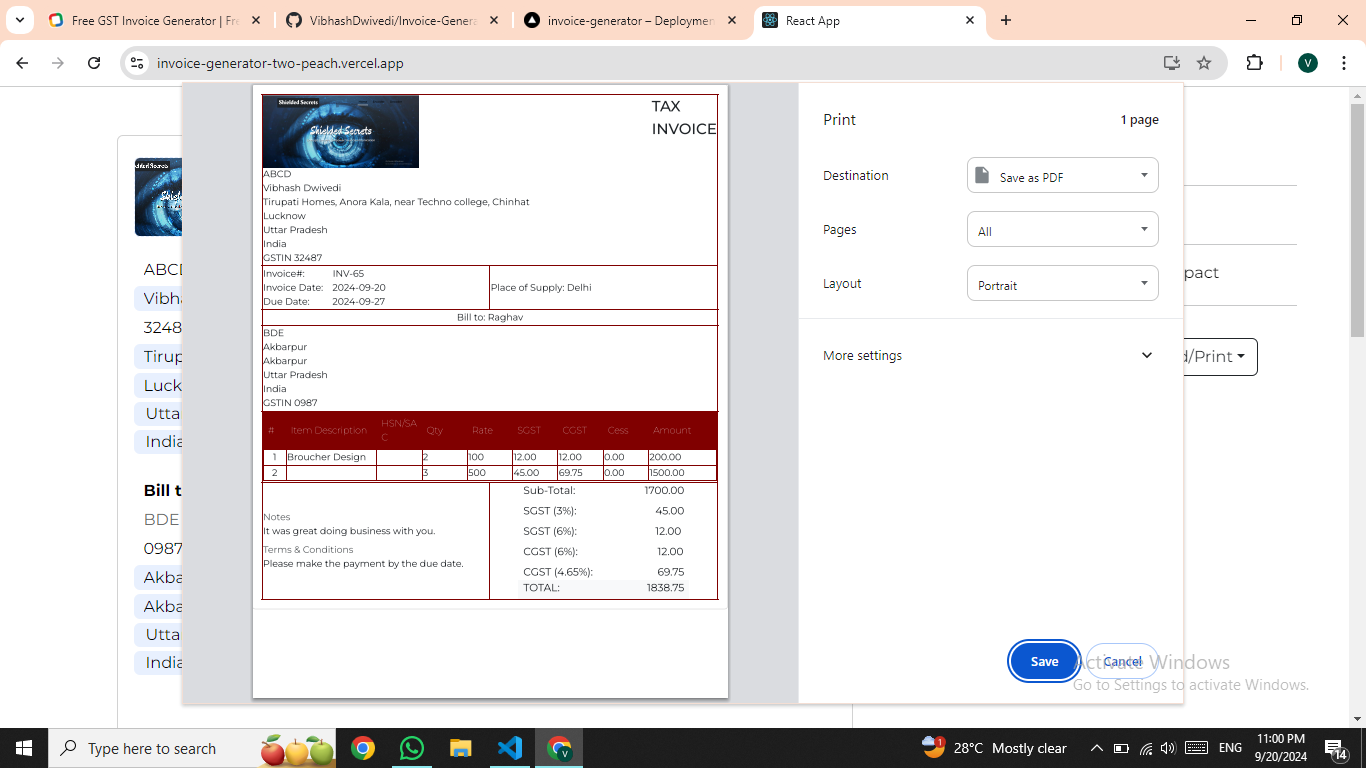 Free GST Invoice Generator | Fre
VibhashDwivedi/Invoice-Genera
invoice-generator – Deploymen
React App
invoice-generator-two-peach.vercel.app
V
Shielded Secrets
Shielded Secrets
TAX
INVOICE
ABCD
Vibhash Dwivedi
Tirupati Homes, Anora Kala, near Techno college, Chinhat
Lucknow
Uttar Pradesh
India
GSTIN 32487
Invoice#: INV-65
Invoice Date: 2024-09-20
Due Date: 2024-09-27
Place of Supply: Delhi
Bill to: Raghav
BDE
Akbarpur
Akbarpur
Uttar Pradesh
India
GSTIN 0987
# Item Description HSN/SAC Qty Rate SGST CGST Cess Amount
1 Broucher Design 2 100 12.00 12.00 0.00 200.00
2 3 500 45.00 69.75 0.00 1500.00
Notes
It was great doing business with you.
Terms & Conditions
Please make the payment by the due date.
Sub-Total: 1700.00
SGST (3%): 45.00
SGST (6%): 12.00
CGST (6%): 12.00
CGST (4.65%): 69.75
TOTAL: 1838.75
Print 1 page
Destination Save as PDF
Pages All
Layout Portrait
More settings
Save Cancel
ABCD
Vibh
3248
Tirup
Luck
Utta
India
Bill t
BDE
0987
Akba
Akba
Utta
India
pact
d/Print
Activate Windows
Go to Settings to activate Windows.
Type here to search
1
28°C Mostly clear
ENG
11:00 PM
9/20/2024
14